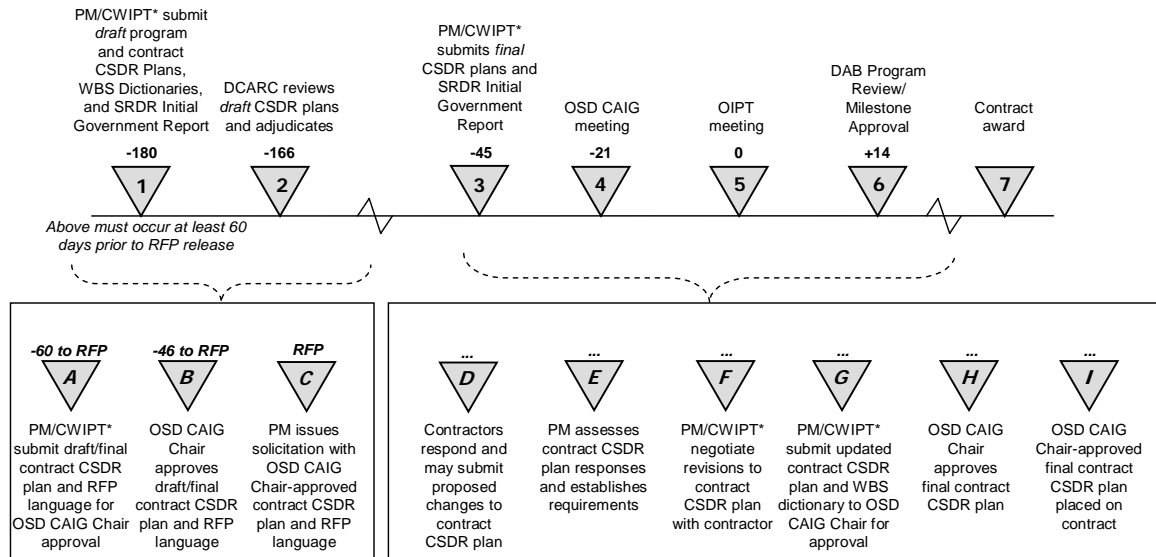 PM/CWIPT* submit
draft program
and contract
CSDR Plans,
WBS Dictionaries,
and SRDR Initial
Government Report
-180
1
DCARC reviews
draft CSDR plans
and adjudicates
-166
2
PM/CWIPT*
submits final
CSDR plans and
SRDR Initial
Government
Report
-45
3
OSD CAIG
meeting
-21
4
OIPT
meeting
0
5
DAB Program
Review/
Milestone
Approval
+14
6
Contract
award
7
Above must occur at least 60
days prior to RFP release
-60 to RFP
A
PM/CWIPT*
submit draft/final
contract CSDR
plan and RFP
language for
OSD CAIG Chair
approval
-46 to RFP
B
OSD CAIG
Chair
approves
draft/final
contract CSDR
plan and RFP
language
RFP
C
PM issues
solicitation with
OSD CAIG
Chair-approved
contract CSDR
plan and RFP
language
...
D
Contractors
respond and
may submit
proposed
changes to
contract
CSDR plan
...
E
PM assesses
contract CSDR
plan responses
and establishes
requirements
...
F
PM/CWIPT*
negotiate
revisions to
contract
CSDR plan
with contractor
...
G
PM/CWIPT*
submit updated
contract CSDR
plan and WBS
dictionary to OSD
CAIG Chair for
approval
...
H
OSD CAIG
Chair
approves
final contract
CSDR plan
...
I
OSD CAIG
Chair-approved
final contract
CSDR plan
placed on
contract